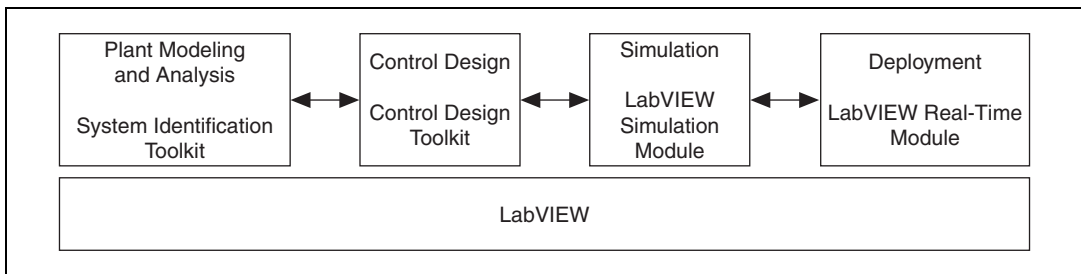 Plant Modeling
and Analysis
System Identification
Toolkit
Control Design
Control Design
Toolkit
Simulation
LabVIEW
Simulation
Module
Deployment
LabVIEW Real-Time
Module
LabVIEW